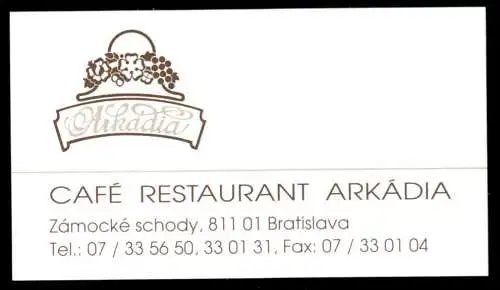 Arkádia
CAFÉ RESTAURANT ARKÁDIA
Zámocké schody, 811 01 Bratislava
Tel.: 07 / 33 56 50, 33 01 31, Fax: 07 / 33 01 04